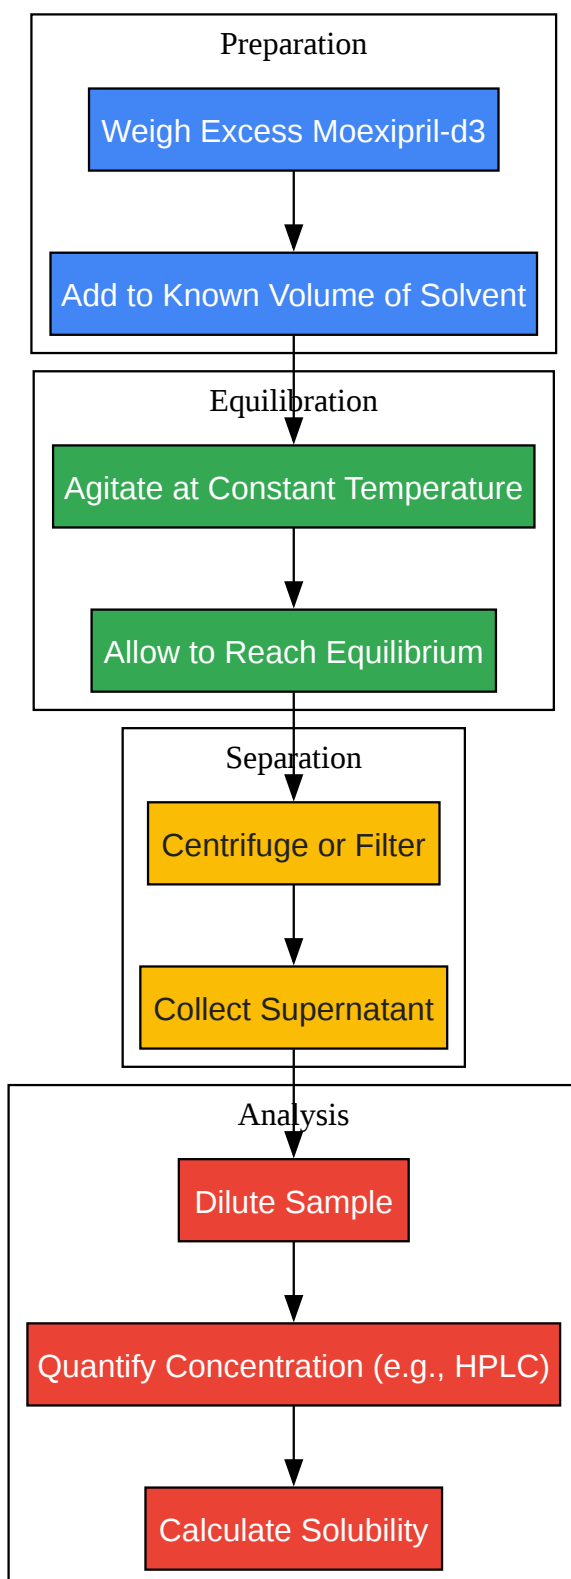 Preparation
Weigh Excess Moexipril-d3
Add to Known Volume of Solvent
Equilibration
Agitate at Constant Temperature
Allow to Reach Equilibrium
Separation
Centrifuge or Filter
Collect Supernatant
Analysis
Dilute Sample
Quantify Concentration (e.g., HPLC)
Calculate Solubility